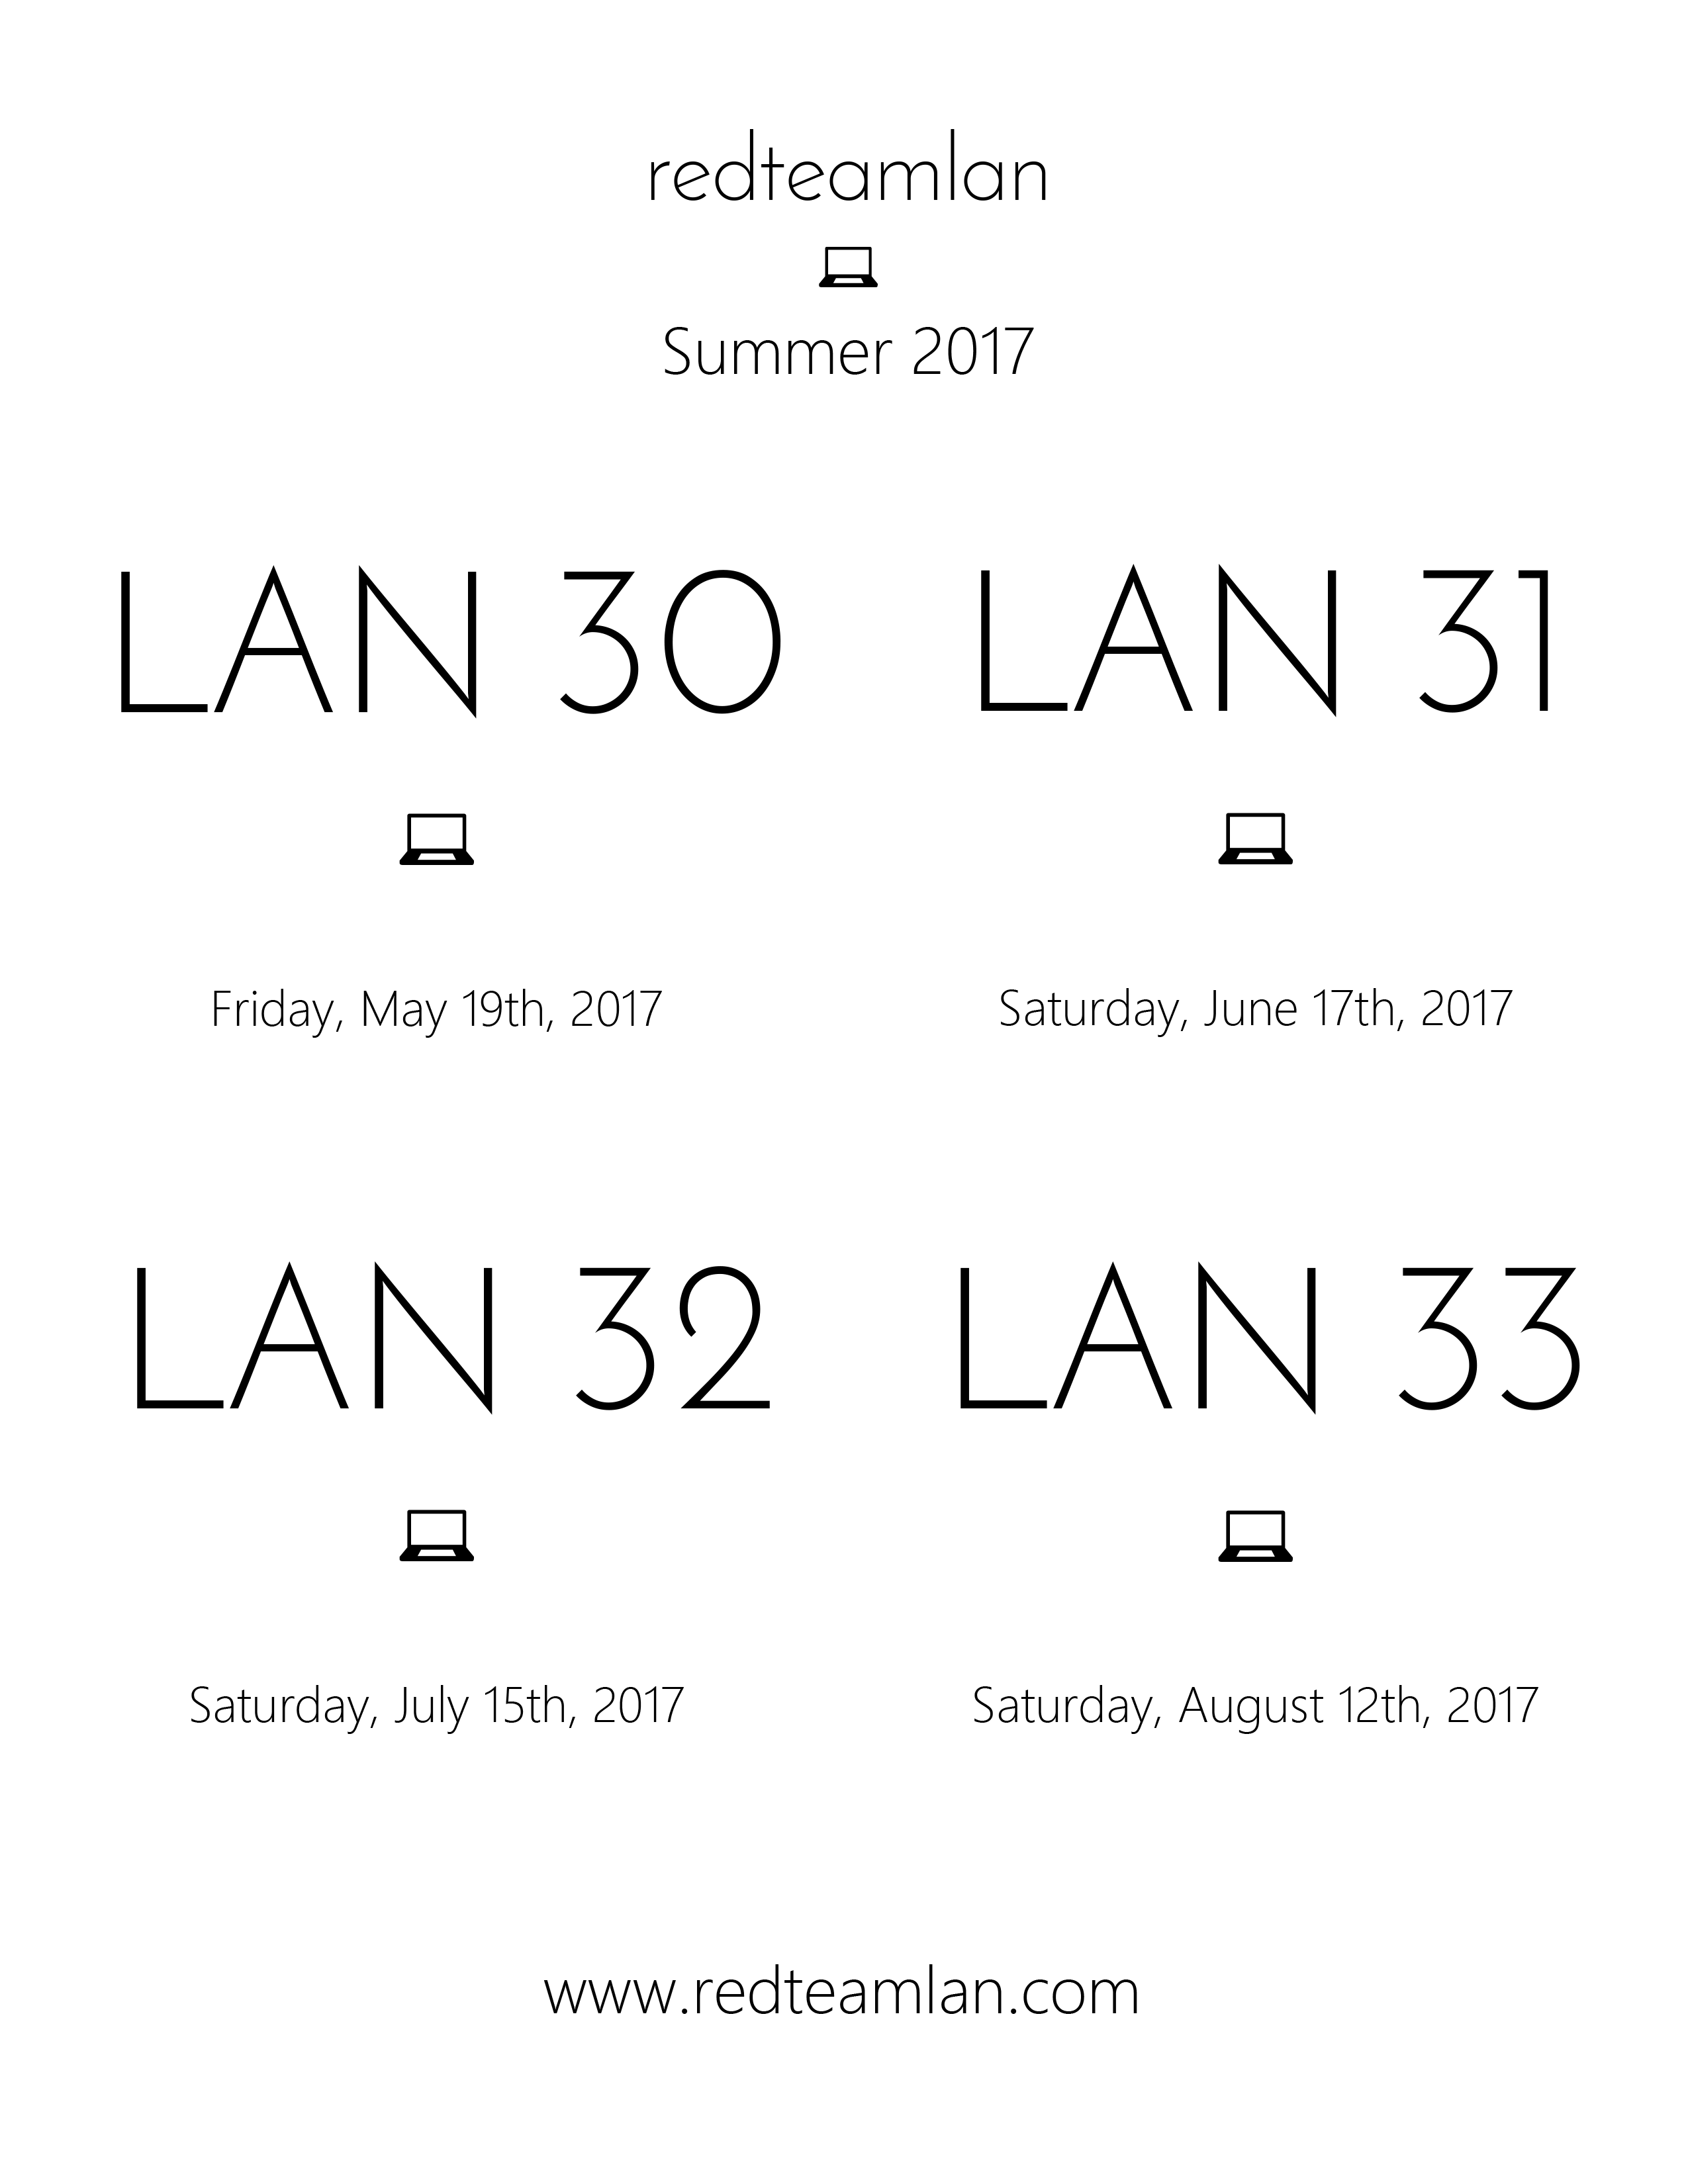 redteamlan
Summer 2017
LAN 30
LAN 31
Friday, May 19th, 2017
Saturday, June 17th, 2017
LAN 32
LAN 33
Saturday, July 15th, 2017
Saturday, August 12th, 2017
www.redteamlan.com